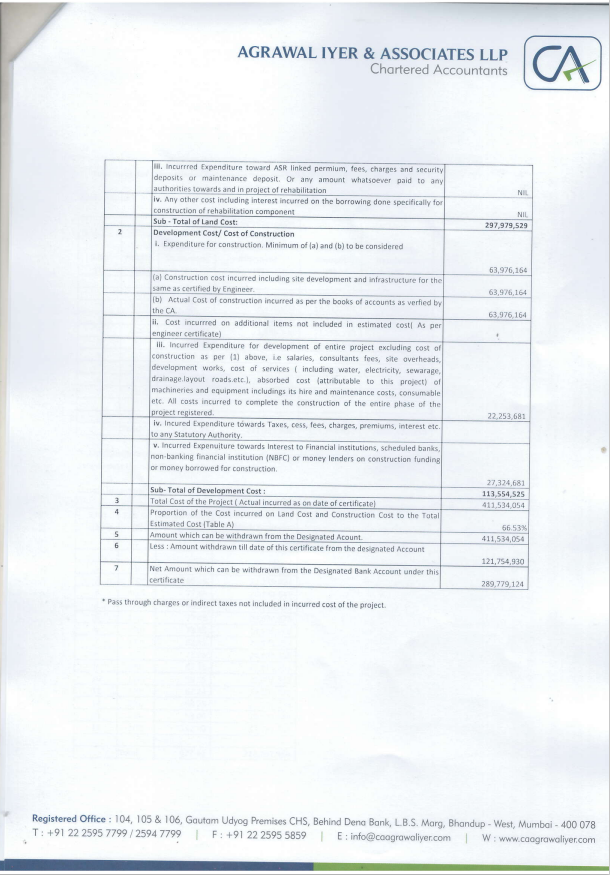 AGRAWAL IYER & ASSOCIATES LLP
Chartered Accountants
CA
iii. Incurrred Expenditure toward ASR linked permium, fees, charges and security
deposits or maintenance deposit. Or any amount whatsoever paid to any
authorities towards and in project of rehabilitation
NIL
iv. Any other cost including interest incurred on the borrowing done specifically for
construction of rehabilitation component
NIL
Sub - Total of Land Cost:
297,979,529
2
Development Cost/ Cost of Construction
i. Expenditure for construction. Minimum of (a) and (b) to be considered
63,976,164
(a) Construction cost incurred including site development and infrastructure for the
same as certified by Engineer.
63,976,164
(b) Actual Cost of construction incurred as per the books of accounts as verfied by
the CA.
63,976,164
ii. Cost incurrred on additional items not included in estimated cost( As per
engineer certificate)
iii. Incurred Expenditure for development of entire project excluding cost of
construction as per (1) above, i.e salaries, consultants fees, site overheads,
development works, cost of services ( including water, electricity, sewarage,
drainage.layout roads.etc.), absorbed cost (attributable to this project) of
machineries and equipment includings its hire and maintenance costs, consumable
etc. All costs incurred to complete the construction of the entire phase of the
project registered.
22,253,681
iv. Incured Expenditure towards Taxes, cess, fees, charges, premiums, interest etc.
to any Statutory Authority.
v. Incurred Expenuiture towards Interest to Financial institutions, scheduled banks,
non-banking financial institution (NBFC) or money lenders on construction funding
or money borrowed for construction.
27,324,681
Sub- Total of Development Cost :
113,554,525
3
Total Cost of the Project ( Actual incurred as on date of certificate)
411,534,054
4
Proportion of the Cost incurred on Land Cost and Construction Cost to the Total
Estimated Cost (Table A)
66.53%
5
Amount which can be withdrawn from the Designated Acount.
411,534,054
6
Less : Amount withdrawn till date of this certificate from the designated Account
121,754,930
7
Net Amount which can be withdrawn from the Designated Bank Account under this
certificate
289,779,124
* Pass through charges or indirect taxes not included in incurred cost of the project.
Registered Office : 104, 105 & 106, Gautam Udyog Premises CHS, Behind Dena Bank, L.B.S. Marg, Bhandup - West, Mumbai - 400 078
T : +91 22 2595 7799 / 2594 7799 | F : +91 22 2595 5859 | E : info@caagrawaliyer.com | W : www.caagrawaliyer.com